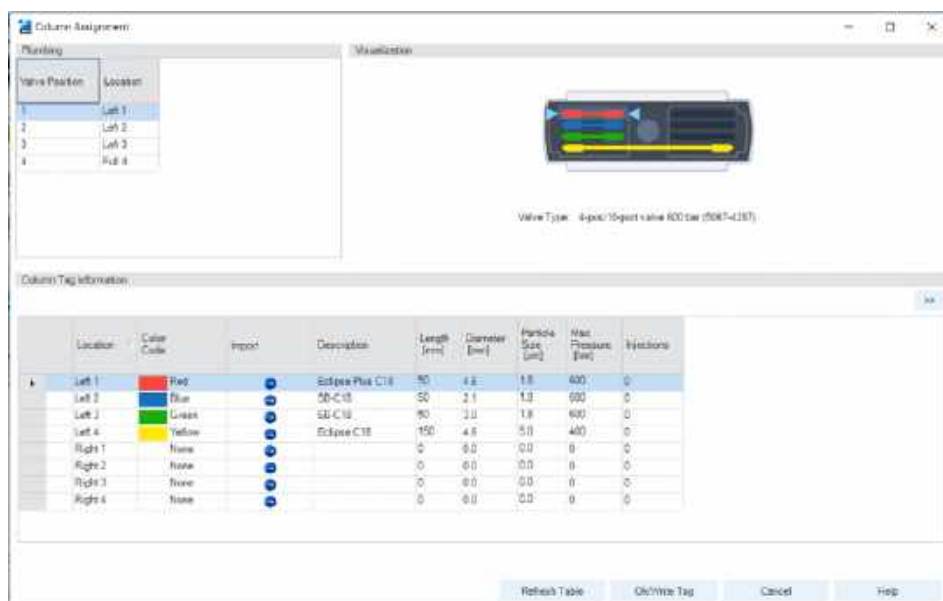 Column Assignment
Plumbing
Visualization
Valve Position Location
1 Left 1
2 Left 2
3 Left 3
4 Full 4
Valve Type: 4-pos/10-port valve 600 bar (5067-4287)
Column Tag Information
>>
Location Color Code Import Description Length [mm] Diameter [mm] Particle Size [µm] Max. Pressure [bar] Injections
Left 1 Red Eclipse Plus C18 50 4.6 1.8 600 0
Left 2 Blue SB-C18 50 2.1 1.8 600 0
Left 3 Green SB-C18 50 3.0 1.8 600 0
Left 4 Yellow Eclipse C18 150 4.6 5.0 400 0
Right 1 None 0 0.0 0.0 0 0
Right 2 None 0 0.0 0.0 0 0
Right 3 None 0 0.0 0.0 0 0
Right 4 None 0 0.0 0.0 0 0
Refresh Table Ok/Write Tag Cancel Help